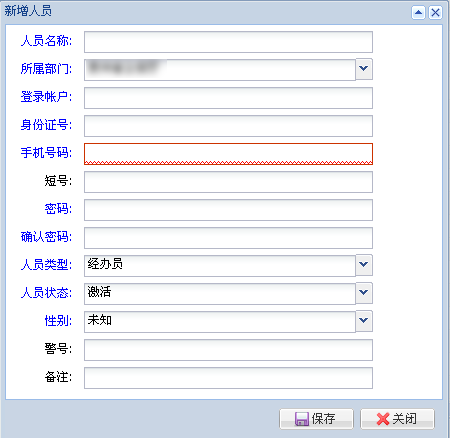 新增人员
人员名称:
所属部门:
登录帐户:
身份证号:
手机号码:
短号:
密码:
确认密码:
人员类型: 经办员
人员状态: 激活
性别: 未知
警号:
备注:
保存 关闭